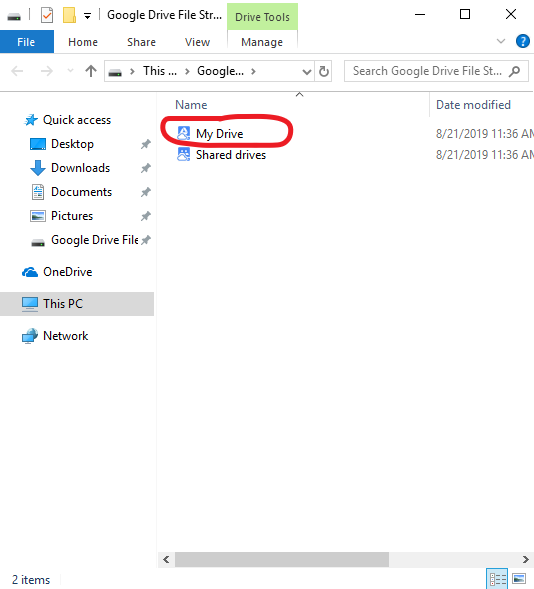 Google Drive File Str... Drive Tools
File Home Share View Manage
This ... Google... Search Google Drive File St...
Name Date modified
Quick access
My Drive 8/21/2019 11:36 AM
Desktop
Shared drives 8/21/2019 11:36 AM
Downloads
Documents
Pictures
Google Drive File
OneDrive
This PC
Network
2 items